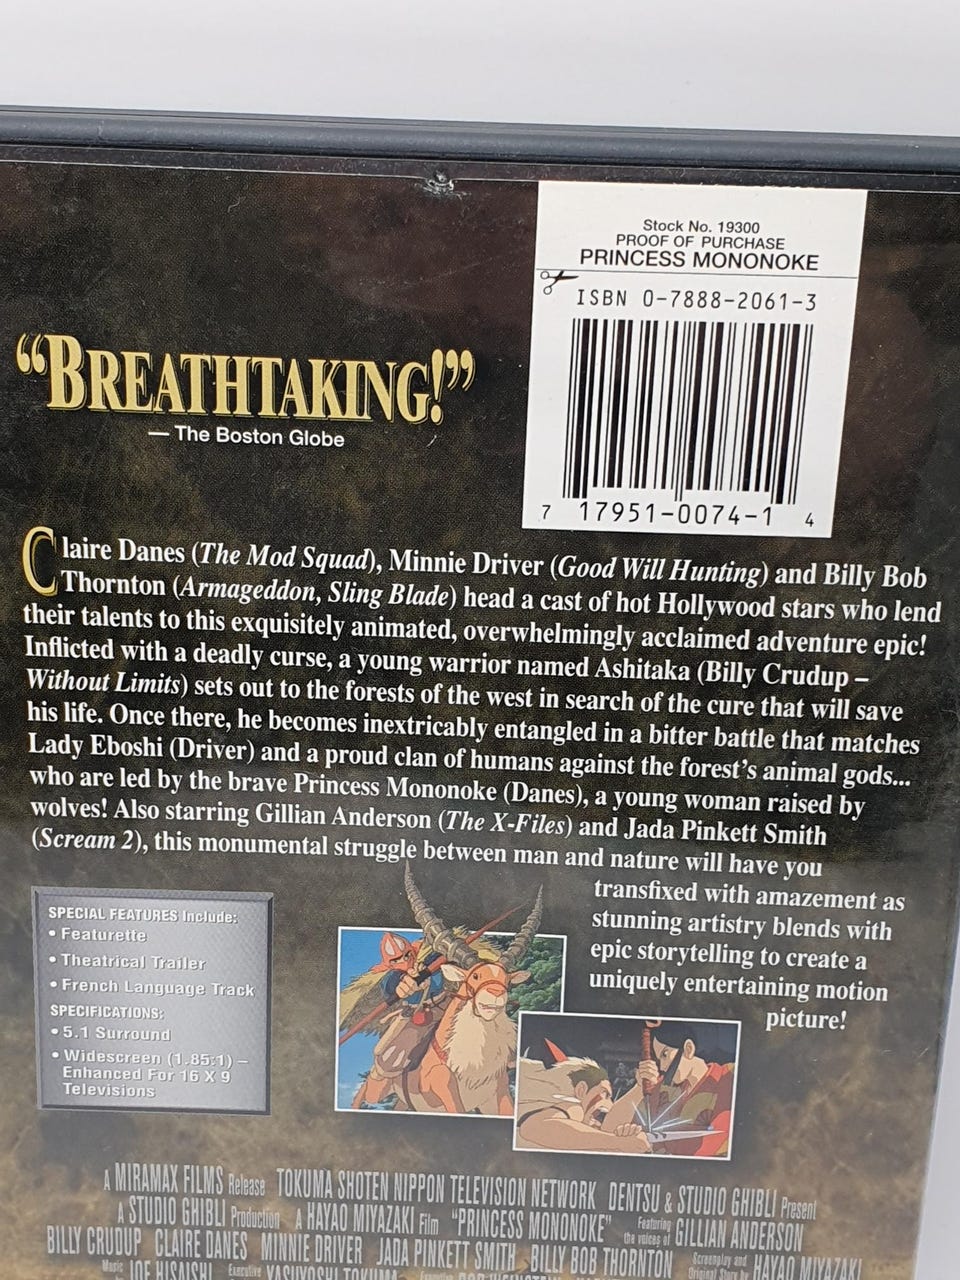 Stock No. 19300
PROOF OF PURCHASE
PRINCESS MONONOKE
ISBN 0-7888-2061-3
7 17951-0074-1 4
“BREATHTAKING!”
— The Boston Globe
Claire Danes (The Mod Squad), Minnie Driver (Good Will Hunting) and Billy Bob
Thornton (Armageddon, Sling Blade) head a cast of hot Hollywood stars who lend
their talents to this exquisitely animated, overwhelmingly acclaimed adventure epic!
Inflicted with a deadly curse, a young warrior named Ashitaka (Billy Crudup –
Without Limits) sets out to the forests of the west in search of the cure that will save
his life. Once there, he becomes inextricably entangled in a bitter battle that matches
Lady Eboshi (Driver) and a proud clan of humans against the forest’s animal gods...
who are led by the brave Princess Mononoke (Danes), a young woman raised by
wolves! Also starring Gillian Anderson (The X-Files) and Jada Pinkett Smith
(Scream 2), this monumental struggle between man and nature will have you
transfixed with amazement as
stunning artistry blends with
epic storytelling to create a
uniquely entertaining motion
picture!
SPECIAL FEATURES Include:
• Featurette
• Theatrical Trailer
• French Language Track
SPECIFICATIONS:
• 5.1 Surround
• Widescreen (1.85:1) –
Enhanced For 16 X 9
Televisions
A MIRAMAX FILMS Release TOKUMA SHOTEN NIPPON TELEVISION NETWORK DENTSU & STUDIO GHIBLI Present
A STUDIO GHIBLI Production A HAYAO MIYAZAKI Film “PRINCESS MONONOKE” Featuring the voices of GILLIAN ANDERSON
BILLY CRUDUP CLAIRE DANES MINNIE DRIVER JADA PINKETT SMITH BILLY BOB THORNTON Screenplay and Original Story by HAYAO MIYAZAKI
Music by JOE HISAISHI Executive YASUYOSHI TOKUMA